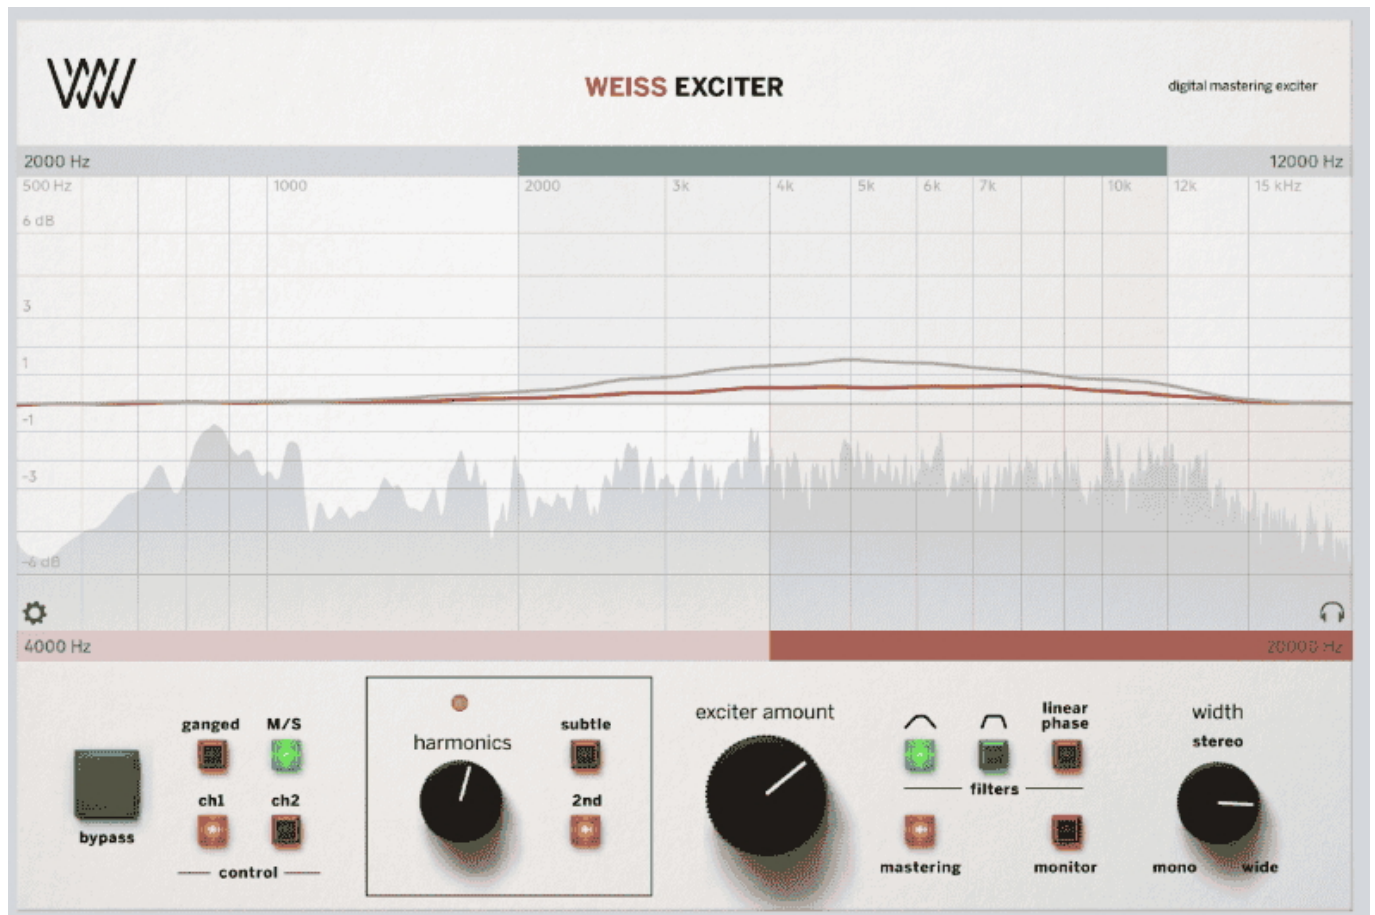 WEISS EXCITER
digital mastering exciter
2000 Hz 12000 Hz
500 Hz 1000 2000 3k 4k 5k 6k 7k 10k 12k 15 kHz
6 dB
3
1
-1
-3
-6 dB
4000 Hz 20000 Hz
ganged M/S
ch1 ch2
control
bypass
harmonics
subtle
2nd
exciter amount
linear
phase
filters
mastering monitor
width
stereo
mono wide